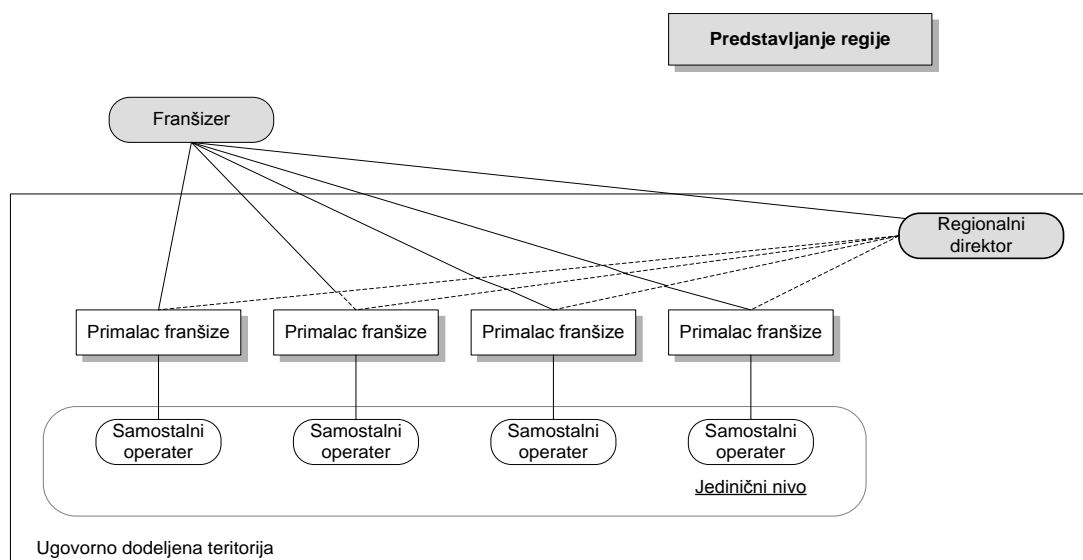 Predstavljanje regije
Franšizer
Regionalni
direktor
Primalac franšize
Primalac franšize
Primalac franšize
Primalac franšize
Samostalni
operater
Samostalni
operater
Samostalni
operater
Samostalni
operater
Jedinični nivo
Ugovorno dodeljena teritorija